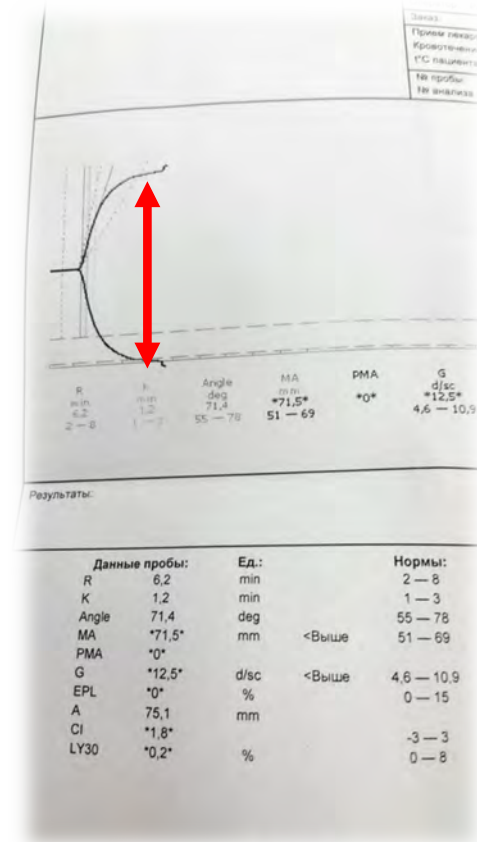 Заказ:
Прием лекарс
Кровотечени
t°C пациента
№ пробы:
№ анализа
R K Angle MA PMA G
min min deg mm d/sc
6,2 1,2 71,4 *71,5* *0* *12,5*
2 — 8 1 — 3 55 — 78 51 — 69 4,6 — 10,9
Результаты:
Данные пробы: Ед.: Нормы:
R 6,2 min 2 — 8
K 1,2 min 1 — 3
Angle 71,4 deg 55 — 78
MA *71,5* mm <Выше 51 — 69
PMA *0*
G *12,5* d/sc <Выше 4,6 — 10,9
EPL *0* % 0 — 15
A 75,1 mm
CI *1,8* -3 — 3
LY30 *0,2* % 0 — 8